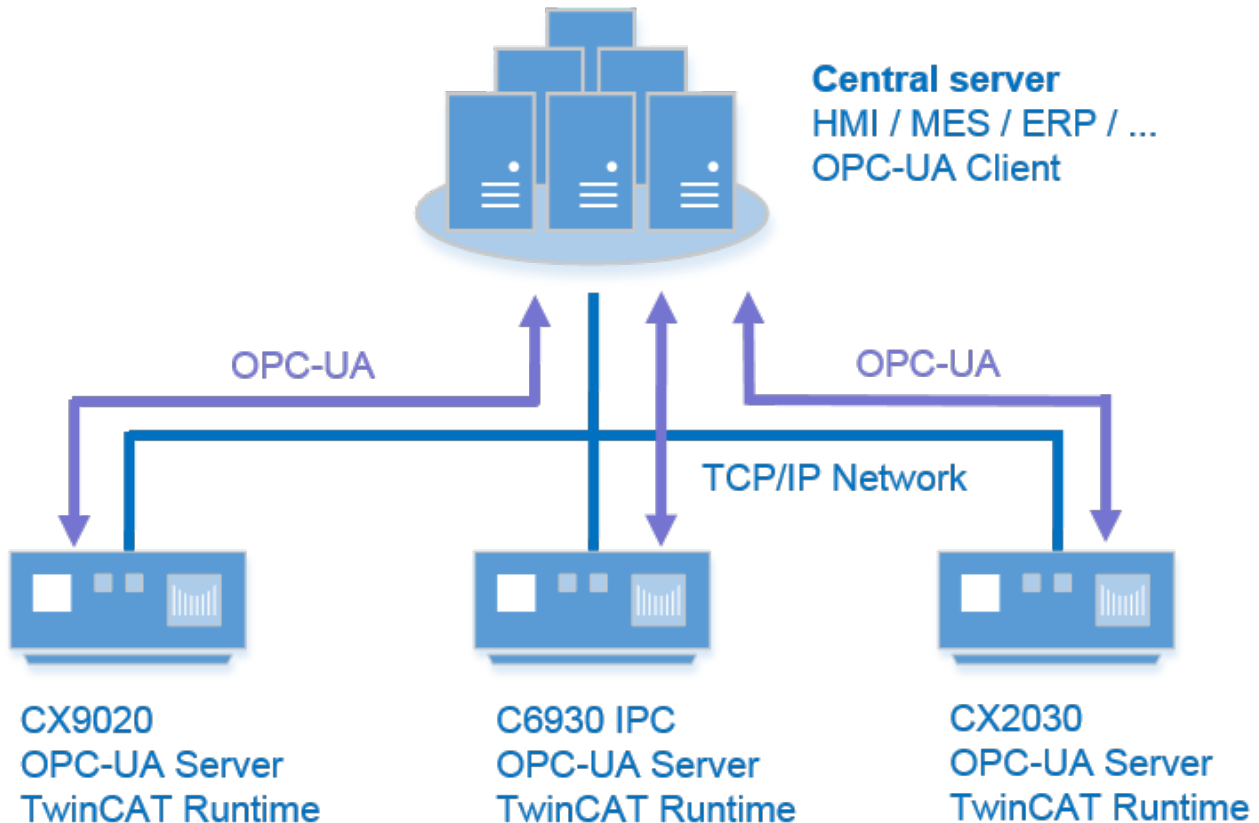 Central server
HMI / MES / ERP / ...
OPC-UA Client
OPC-UA
OPC-UA
TCP/IP Network
CX9020
OPC-UA Server
TwinCAT Runtime
C6930 IPC
OPC-UA Server
TwinCAT Runtime
CX2030
OPC-UA Server
TwinCAT Runtime